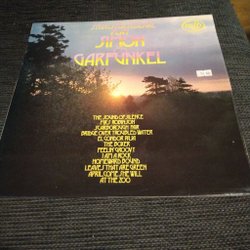 SIMON
GARFUNKEL
THE SOUND OF SILENCE
MRS ROBINSON
SCARBOROUGH FAIR
BRIDGE OVER TROUBLED WATER
EL CONDOR PASA
THE BOXER
FEELIN' GROOVY
I AM A ROCK
HOMEWARD BOUND
LEAVES THAT ARE GREEN
APRIL COME SHE WILL
AT THE ZOO